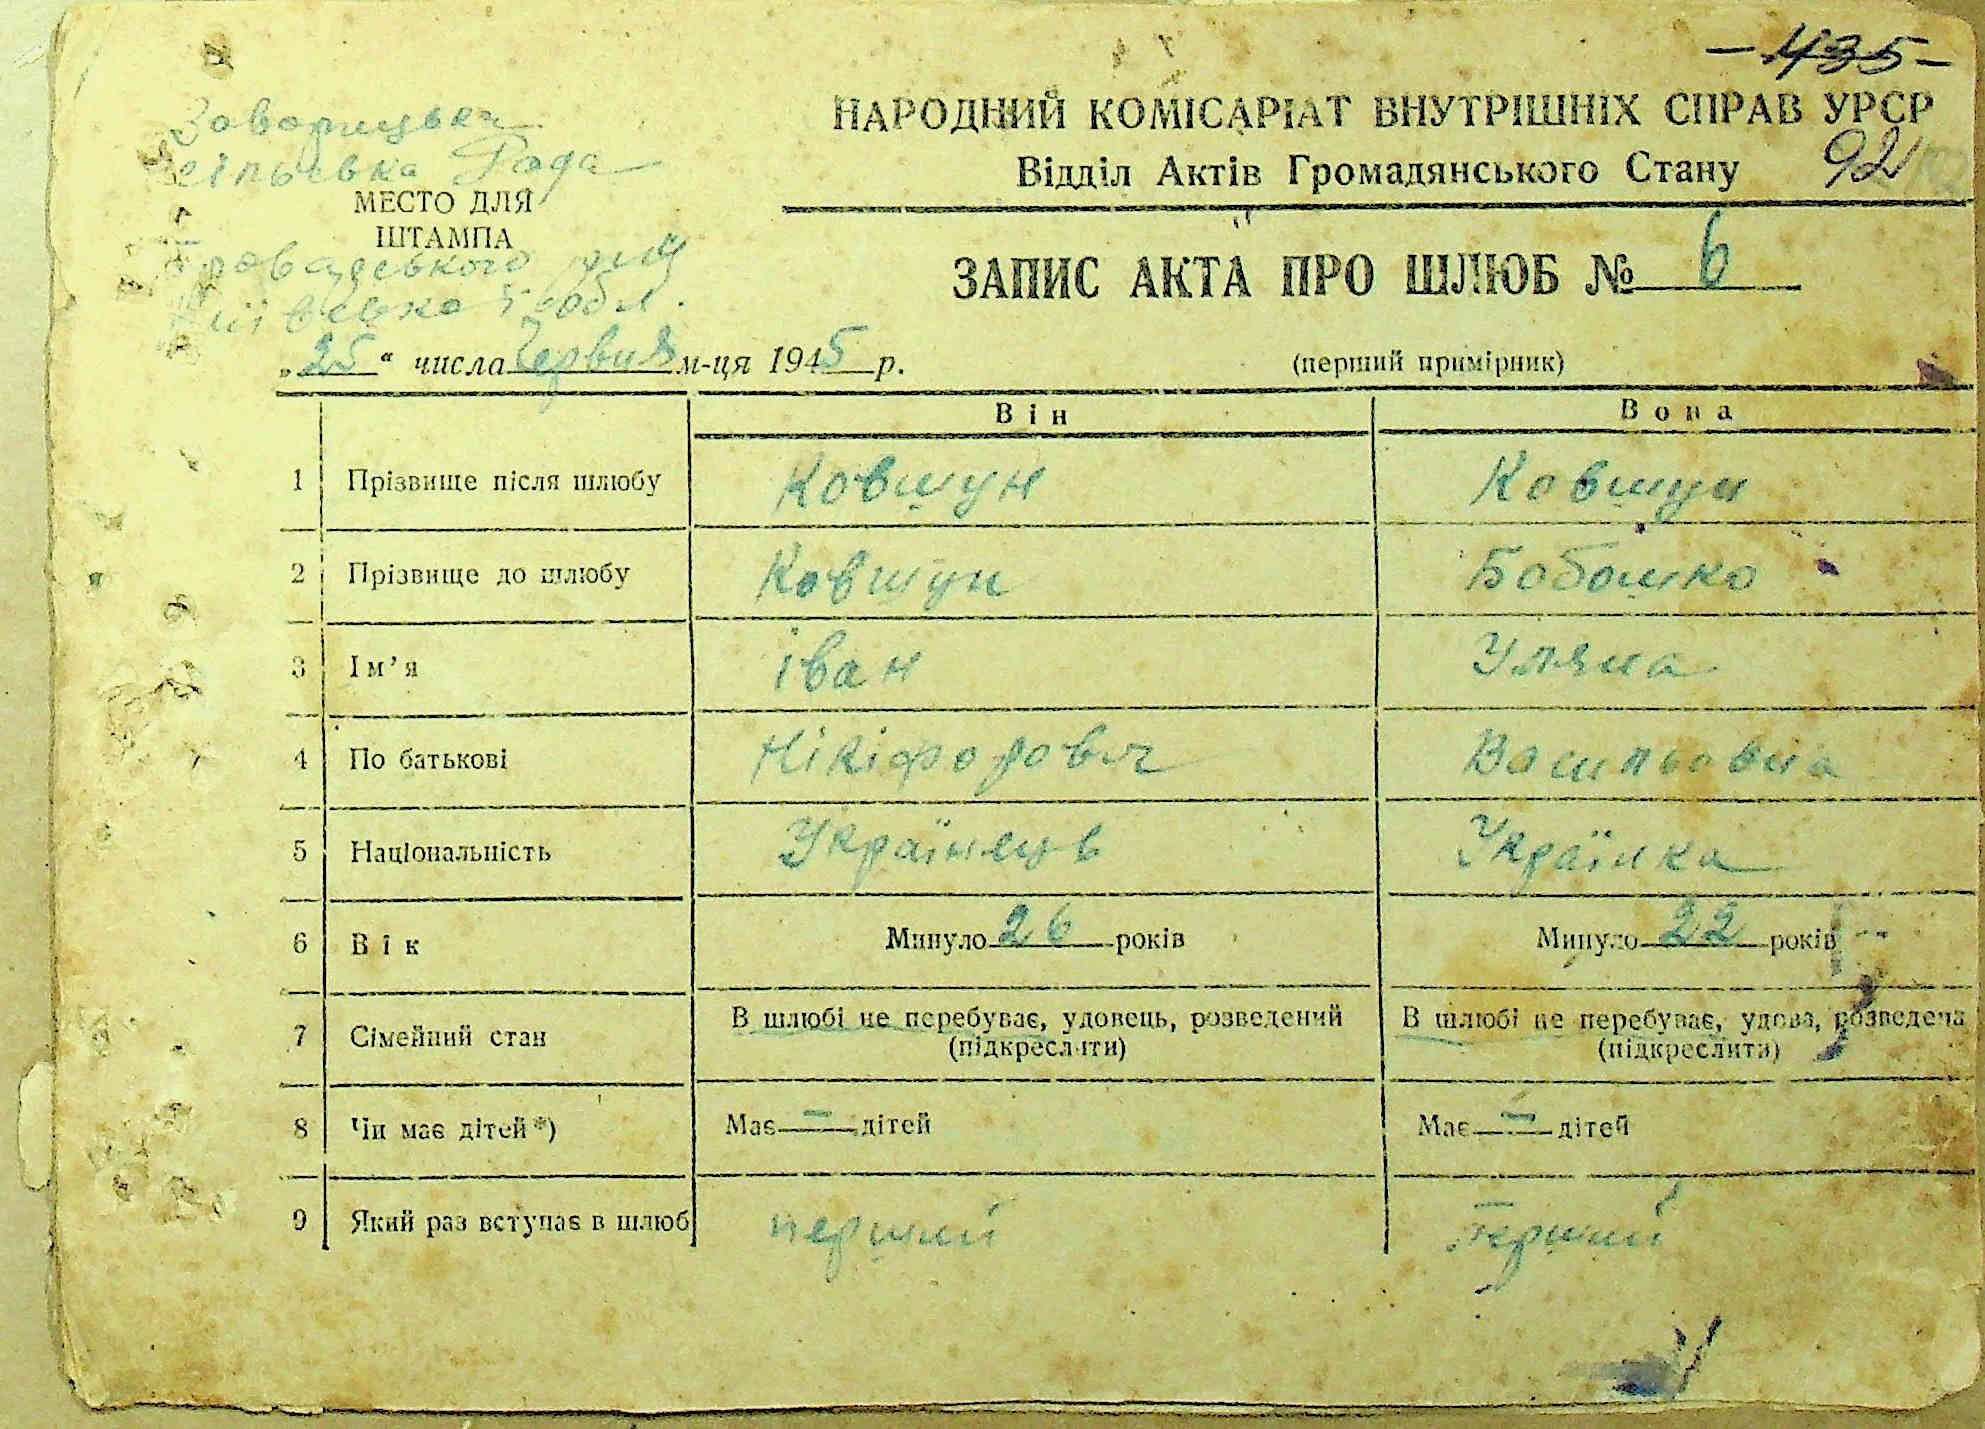 - 435 -
НАРОДНИЙ КОМІСАРІАТ ВНУТРІШНІХ СПРАВ УРСР
Відділ Актів Громадянського Стану 92
Заворицька
сільська Рада
МЕСТО ДЛЯ
ШТАМПА
Броварського р-ну
Київської обл.
ЗАПИС АКТА ПРО ШЛЮБ № 6
„25“ числа Червня м-ця 1945 р. (перший примірник)
Він Вона
1 Прізвище після шлюбу Ковшун Ковшун
2 Прізвище до шлюбу Ковшун Бобошко
3 Ім'я іван Уляна
4 По батькові Нікіфорович Васильовна
5 Національність Українець Українка
6 Вік Минуло 26 років Минуло 22 років
7 Сімейний стан В шлюбі не перебуває, удовець, розведений В шлюбі не перебуває, удова, розведена
(підкреслити) (підкреслити)
8 Чи має дітей*) Має — дітей Має — дітей
9 Який раз вступає в шлюб перший перший